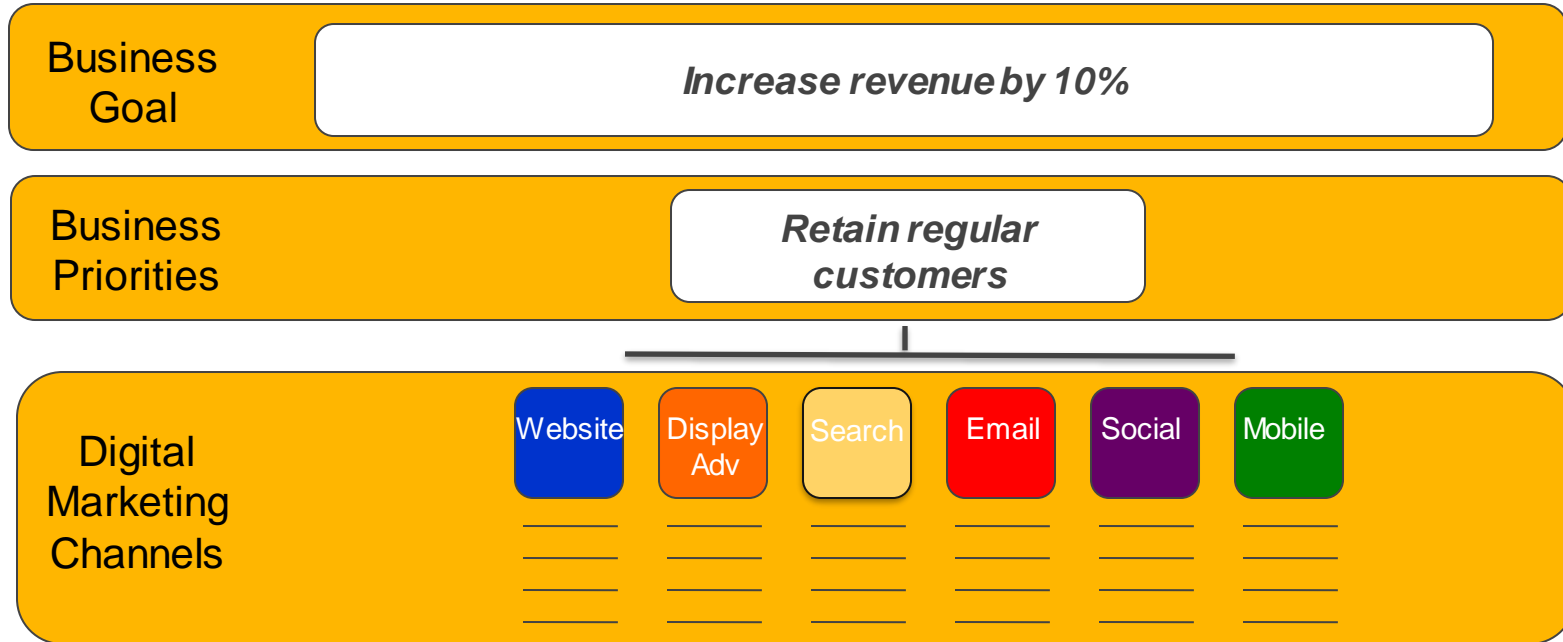 Business
Goal
Increase revenue by 10%
Business
Priorities
Retain regular
customers
Digital
Marketing
Channels
Website
Display
Adv
Search
Email
Social
Mobile